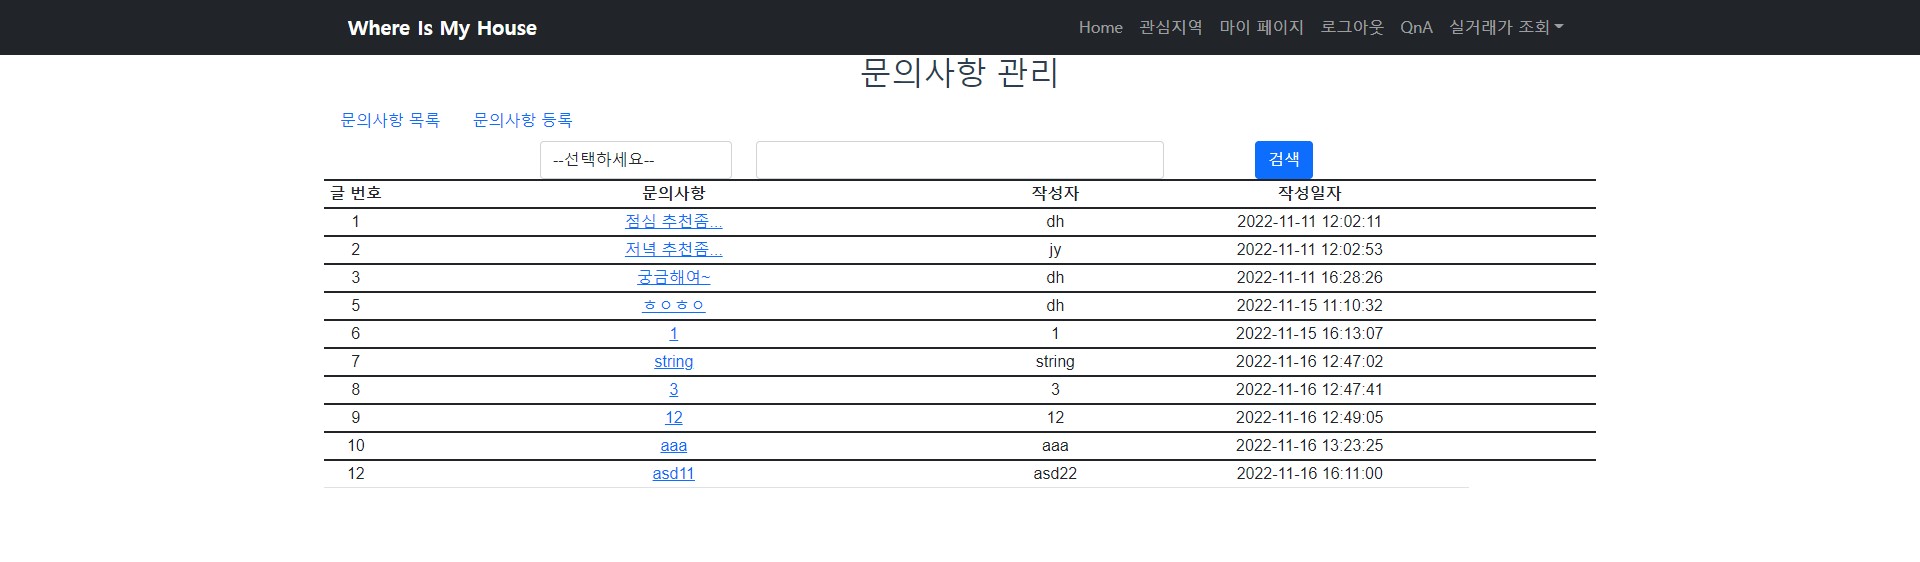 Where Is My House Home 관심지역 마이 페이지 로그아웃 QnA 실거래가 조회
문의사항 관리
문의사항 목록 문의사항 등록
--선택하세요-- 검색
글 번호 문의사항 작성자 작성일자
1 점심 추천좀... dh 2022-11-11 12:02:11
2 저녁 추천좀... jy 2022-11-11 12:02:53
3 궁금해여~ dh 2022-11-11 16:28:26
5 ㅎㅇㅎㅇ dh 2022-11-15 11:10:32
6 1 1 2022-11-15 16:13:07
7 string string 2022-11-16 12:47:02
8 3 3 2022-11-16 12:47:41
9 12 12 2022-11-16 12:49:05
10 aaa aaa 2022-11-16 13:23:25
12 asd11 asd22 2022-11-16 16:11:00